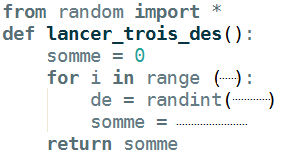 from random import *
def lancer_trois_des():
    somme = 0
    for i in range (......):
        de = randint(............)
        somme = ........................
    return somme